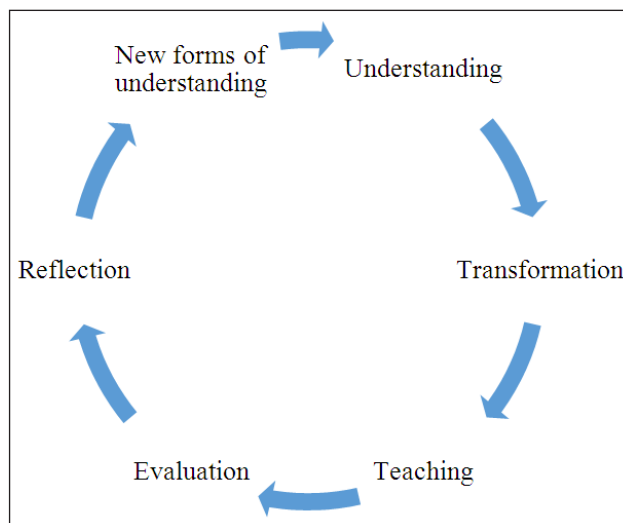 New forms of
understanding
Understanding
Transformation
Teaching
Evaluation
Reflection